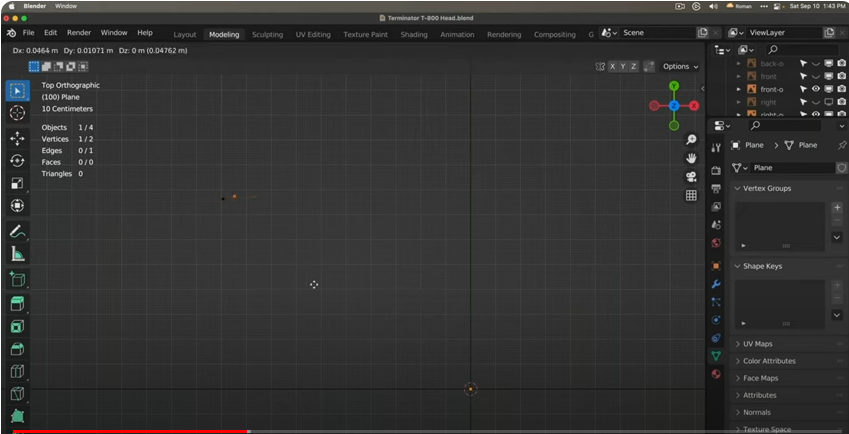 Blender Window
Roman Sat Sep 10 1:43 PM
Terminator T-800 Head.blend
File Edit Render Window Help
Layout Modeling Sculpting UV Editing Texture Paint Shading Animation Rendering Compositing G
Scene
ViewLayer
Dx: 0.0464 m Dy: 0.01071 m Dz: 0 m (0.04762 m)
X Y Z Options
Top Orthographic
(100) Plane
10 Centimeters
Objects 1 / 4
Vertices 1 / 2
Edges 0 / 1
Faces 0 / 0
Triangles 0
Y
X
Z
back-o
front
front-o
right
right-o
Plane > Plane
Plane
Vertex Groups
Shape Keys
UV Maps
Color Attributes
Face Maps
Attributes
Normals
Texture Space